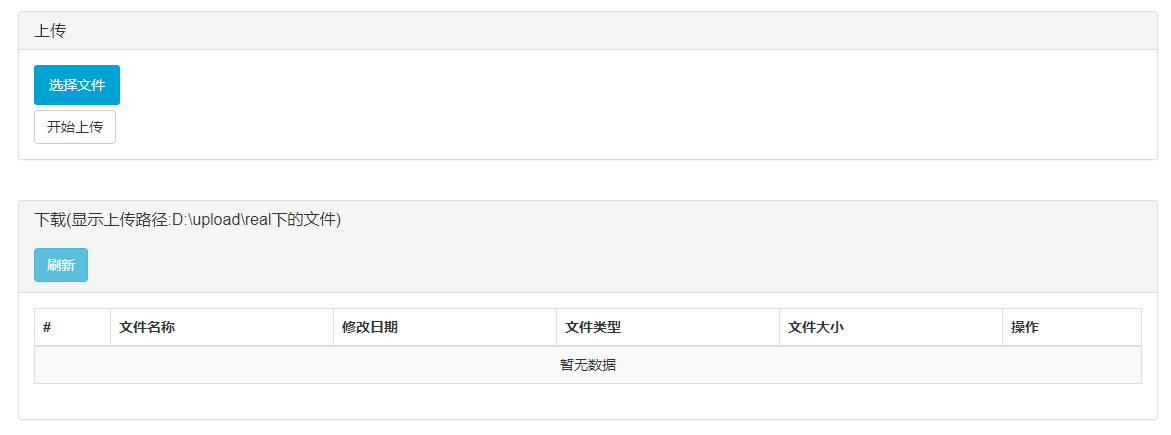 上传
选择文件
开始上传
下载(显示上传路径:D:\upload\real下的文件)
刷新
# 文件名称 修改日期 文件类型 文件大小 操作
暂无数据